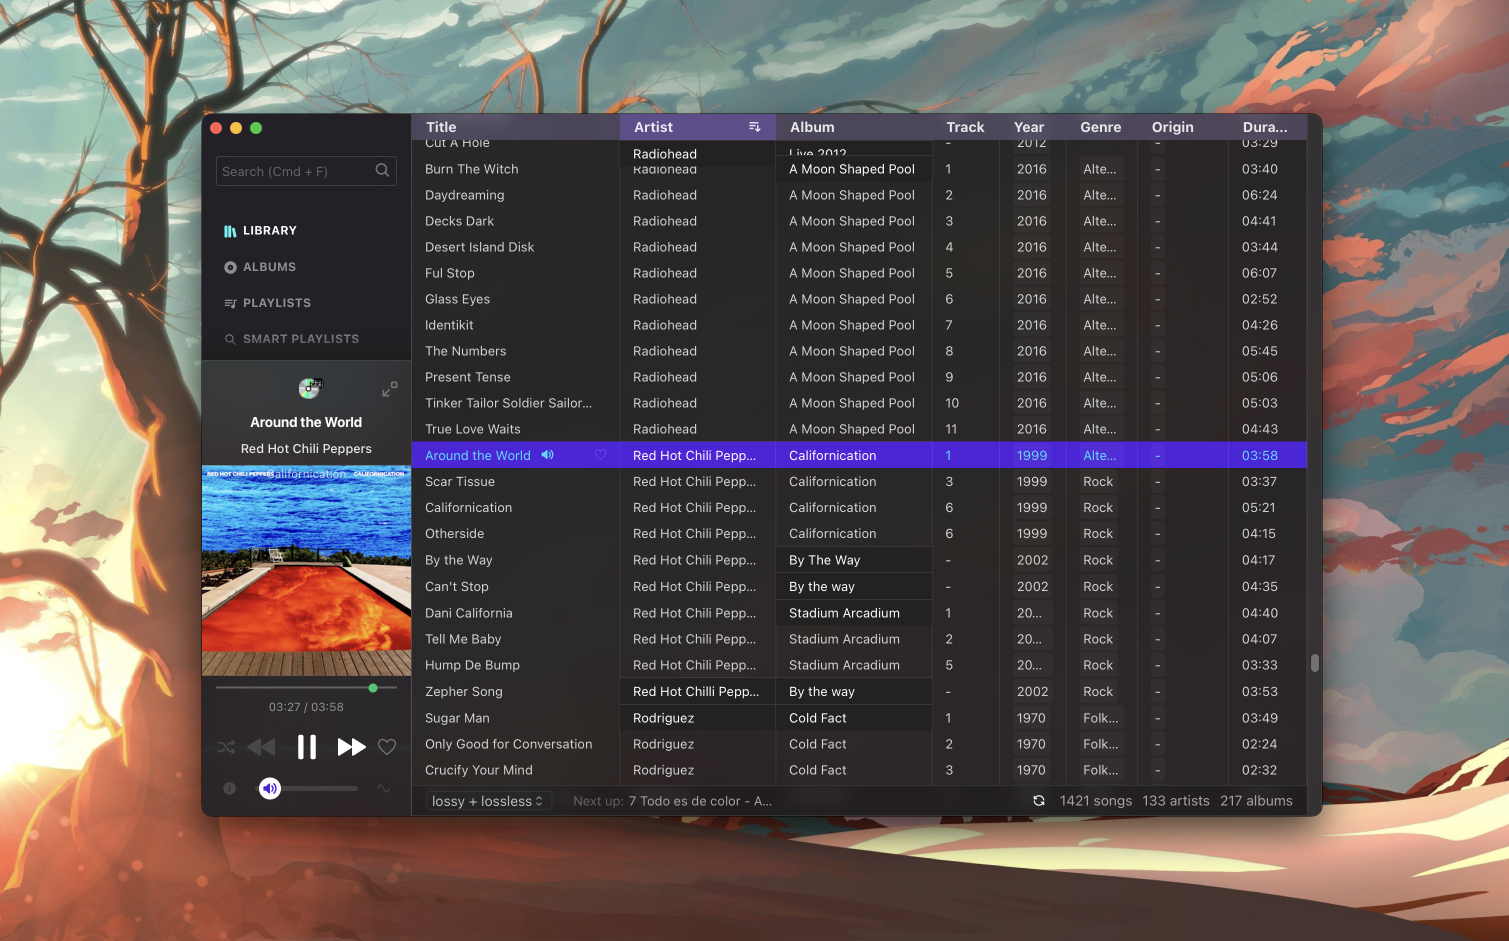 Title Artist Album Track Year Genre Origin Dura...
Search (Cmd + F)
LIBRARY
ALBUMS
PLAYLISTS
SMART PLAYLISTS
Around the World
Red Hot Chili Peppers
Californication
RED HOT CHILI PEPPERS CALIFORNICATION
03:27 / 03:58
Cut A Hole Radiohead Live 2012 - 2012 - 03:29
Burn The Witch Radiohead A Moon Shaped Pool 1 2016 Alte... - 03:40
Daydreaming Radiohead A Moon Shaped Pool 2 2016 Alte... - 06:24
Decks Dark Radiohead A Moon Shaped Pool 3 2016 Alte... - 04:41
Desert Island Disk Radiohead A Moon Shaped Pool 4 2016 Alte... - 03:44
Ful Stop Radiohead A Moon Shaped Pool 5 2016 Alte... - 06:07
Glass Eyes Radiohead A Moon Shaped Pool 6 2016 Alte... - 02:52
Identikit Radiohead A Moon Shaped Pool 7 2016 Alte... - 04:26
The Numbers Radiohead A Moon Shaped Pool 8 2016 Alte... - 05:45
Present Tense Radiohead A Moon Shaped Pool 9 2016 Alte... - 05:06
Tinker Tailor Soldier Sailor... Radiohead A Moon Shaped Pool 10 2016 Alte... - 05:03
True Love Waits Radiohead A Moon Shaped Pool 11 2016 Alte... - 04:43
Around the World Red Hot Chili Pepp... Californication 1 1999 Alte... - 03:58
Scar Tissue Red Hot Chili Pepp... Californication 3 1999 Rock - 03:37
Californication Red Hot Chili Pepp... Californication 6 1999 Rock - 05:21
Otherside Red Hot Chili Pepp... Californication 6 1999 Rock - 04:15
By the Way Red Hot Chili Pepp... By The Way - 2002 Rock - 04:17
Can't Stop Red Hot Chili Pepp... By the way - 2002 Rock - 04:35
Dani California Red Hot Chili Pepp... Stadium Arcadium 1 20... Rock - 04:40
Tell Me Baby Red Hot Chili Pepp... Stadium Arcadium 2 20... Rock - 04:07
Hump De Bump Red Hot Chili Pepp... Stadium Arcadium 5 20... Rock - 03:33
Zepher Song Red Hot Chilli Pepp... By the way - 2002 Rock - 03:53
Sugar Man Rodriguez Cold Fact 1 1970 Folk... - 03:49
Only Good for Conversation Rodriguez Cold Fact 2 1970 Folk... - 02:24
Crucify Your Mind Rodriguez Cold Fact 3 1970 Folk... - 02:32
lossy + lossless Next up: 7 Todo es de color - A... 1421 songs 133 artists 217 albums